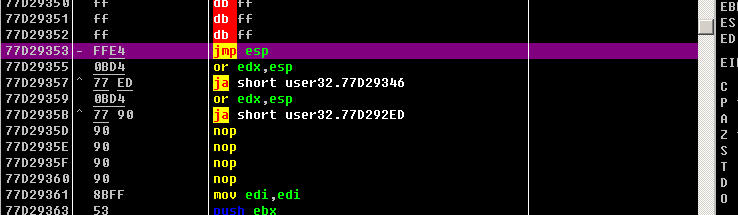 77D29350 ff db ff EB
77D29351 ff db ff ES
77D29352 ff db ff ED
77D29353 - FFE4 jmp esp
77D29355 0BD4 or edx,esp EI
77D29357 ^ 77 ED ja short user32.77D29346
77D29359 0BD4 or edx,esp C
77D2935B ^ 77 90 ja short user32.77D292ED P
77D2935D 90 nop A
77D2935E 90 nop Z
77D2935F 90 nop S
77D29360 90 nop T
77D29361 8BFF mov edi,edi D
77D29363 53 push ebx O